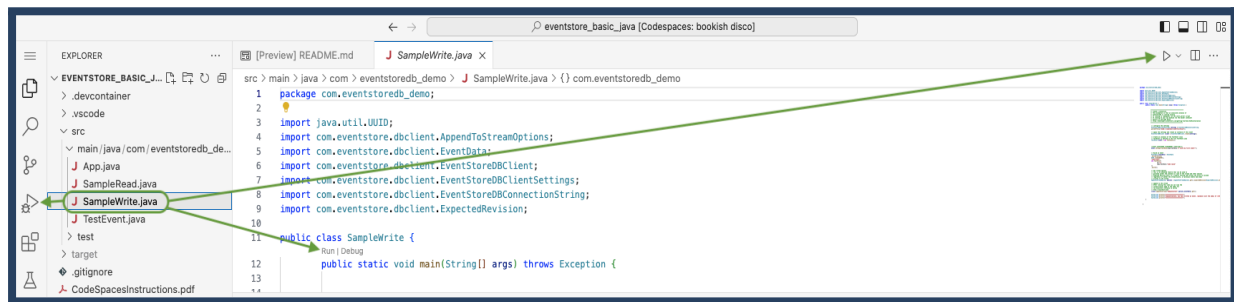 eventstore_basic_java [Codespaces: bookish disco]
EXPLORER
[Preview] README.md
J SampleWrite.java
EVENTSTORE_BASIC_J...
src > main > java > com > eventstoredb_demo > J SampleWrite.java > {} com.eventstoredb_demo
.devcontainer
.vscode
src
main/java/com/eventstoredb_de...
J App.java
J SampleRead.java
J SampleWrite.java
J TestEvent.java
test
target
.gitignore
CodeSpacesInstructions.pdf
1 package com.eventstoredb_demo;
2
3 import java.util.UUID;
4 import com.eventstore.dbclient.AppendToStreamOptions;
5 import com.eventstore.dbclient.EventData;
6 import com.eventstore.dbclient.EventStoreDBClient;
7 import com.eventstore.dbclient.EventStoreDBClientSettings;
8 import com.eventstore.dbclient.EventStoreDBConnectionString;
9 import com.eventstore.dbclient.ExpectedRevision;
10
11 public class SampleWrite {
Run | Debug
12 public static void main(String[] args) throws Exception {
13
14